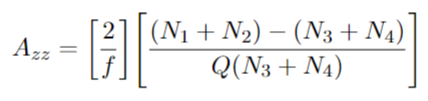 A_{zz} = \left[ \frac{2}{f} \right] \left[ \frac{(N_1 + N_2) - (N_3 + N_4)}{Q(N_3 + N_4)} \right]